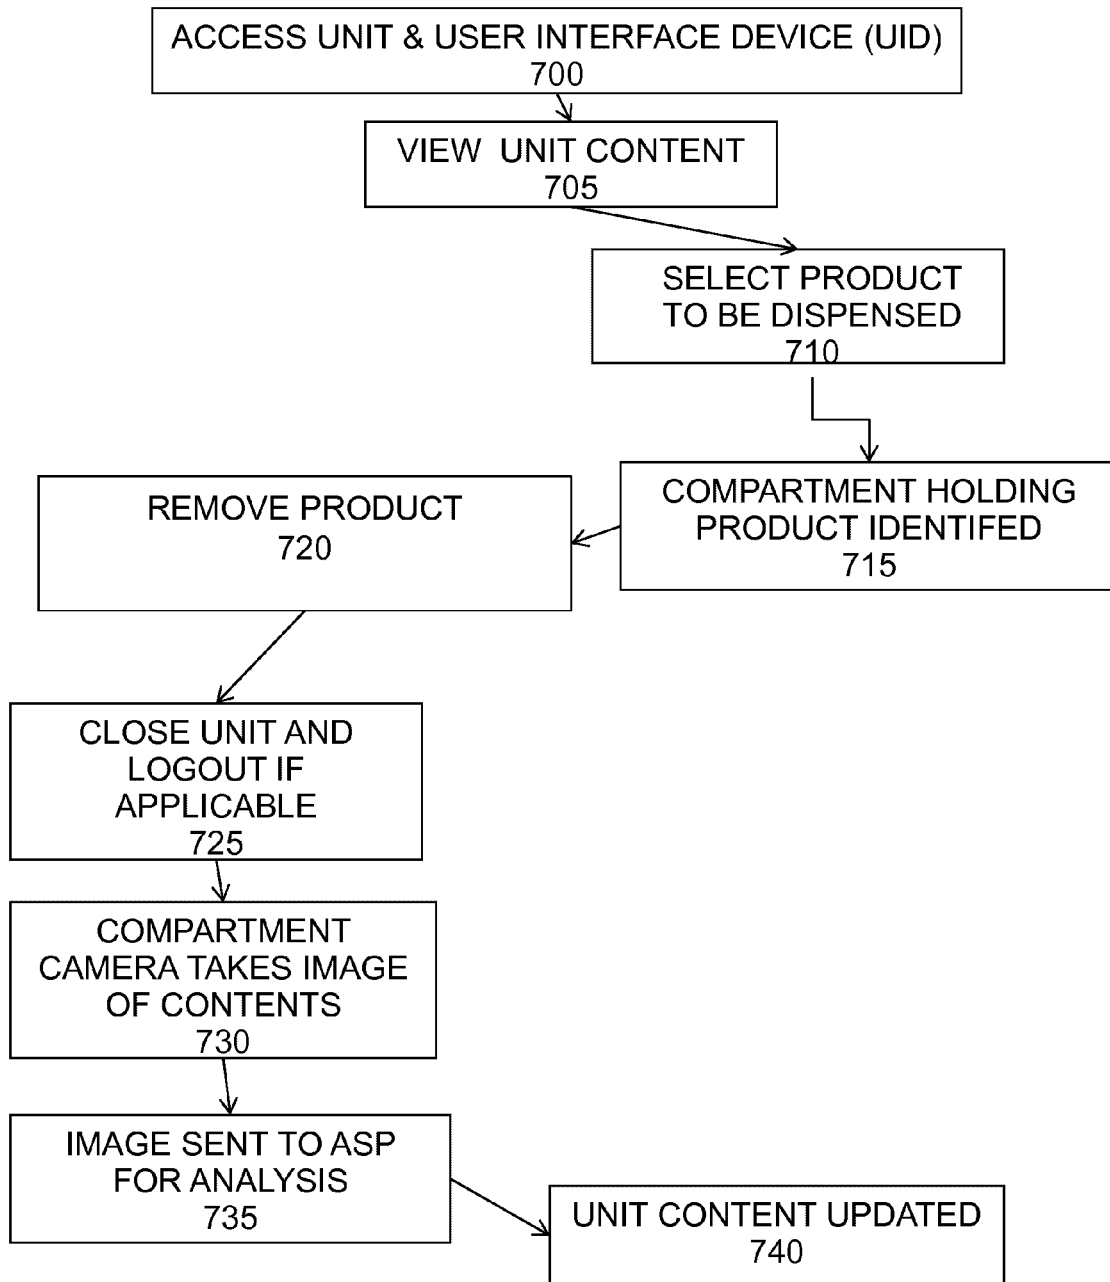 ACCESS UNIT & USER INTERFACE DEVICE (UID)
700
VIEW UNIT CONTENT
705
SELECT PRODUCT
TO BE DISPENSED
710
COMPARTMENT HOLDING
PRODUCT IDENTIFED
715
REMOVE PRODUCT
720
CLOSE UNIT AND
LOGOUT IF
APPLICABLE
725
COMPARTMENT
CAMERA TAKES IMAGE
OF CONTENTS
730
IMAGE SENT TO ASP
FOR ANALYSIS
735
UNIT CONTENT UPDATED
740